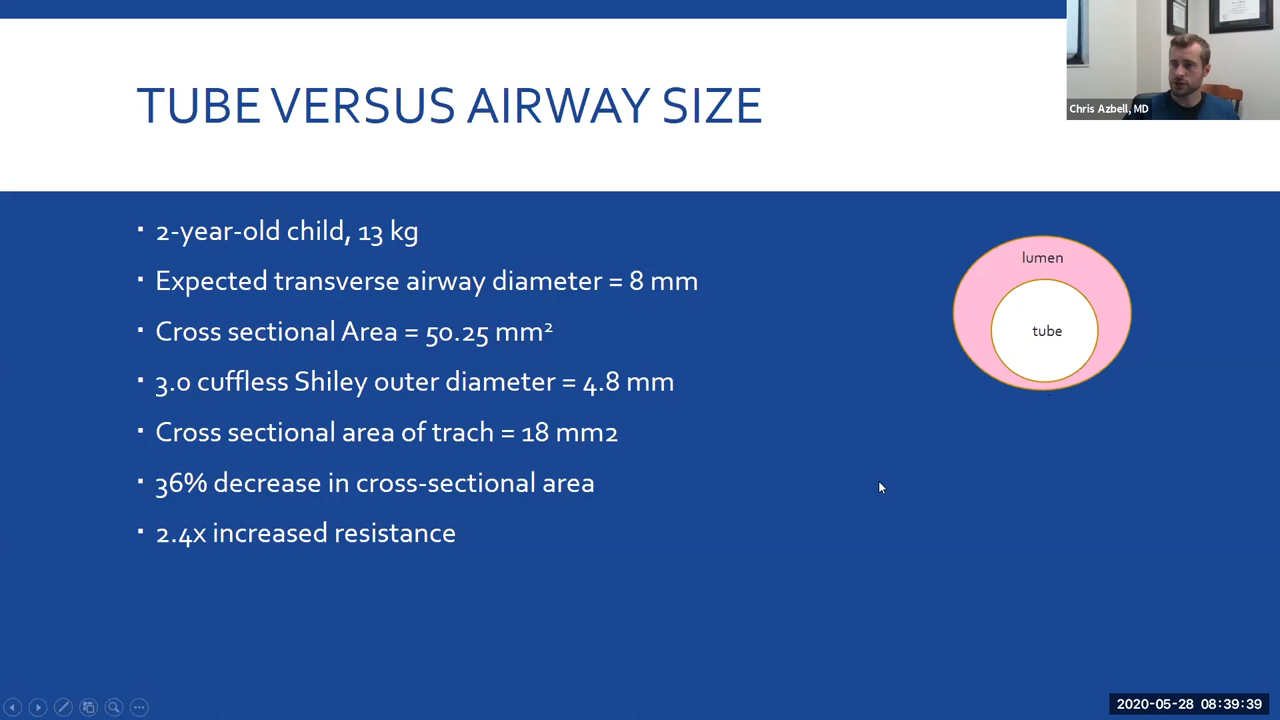 TUBE VERSUS AIRWAY SIZE
Chris Azbell, MD
▪ 2-year-old child, 13 kg
▪ Expected transverse airway diameter = 8 mm
▪ Cross sectional Area = 50.25 mm²
▪ 3.0 cuffless Shiley outer diameter = 4.8 mm
▪ Cross sectional area of trach = 18 mm2
▪ 36% decrease in cross-sectional area
▪ 2.4x increased resistance
lumen
tube
2020-05-28 08:39:39